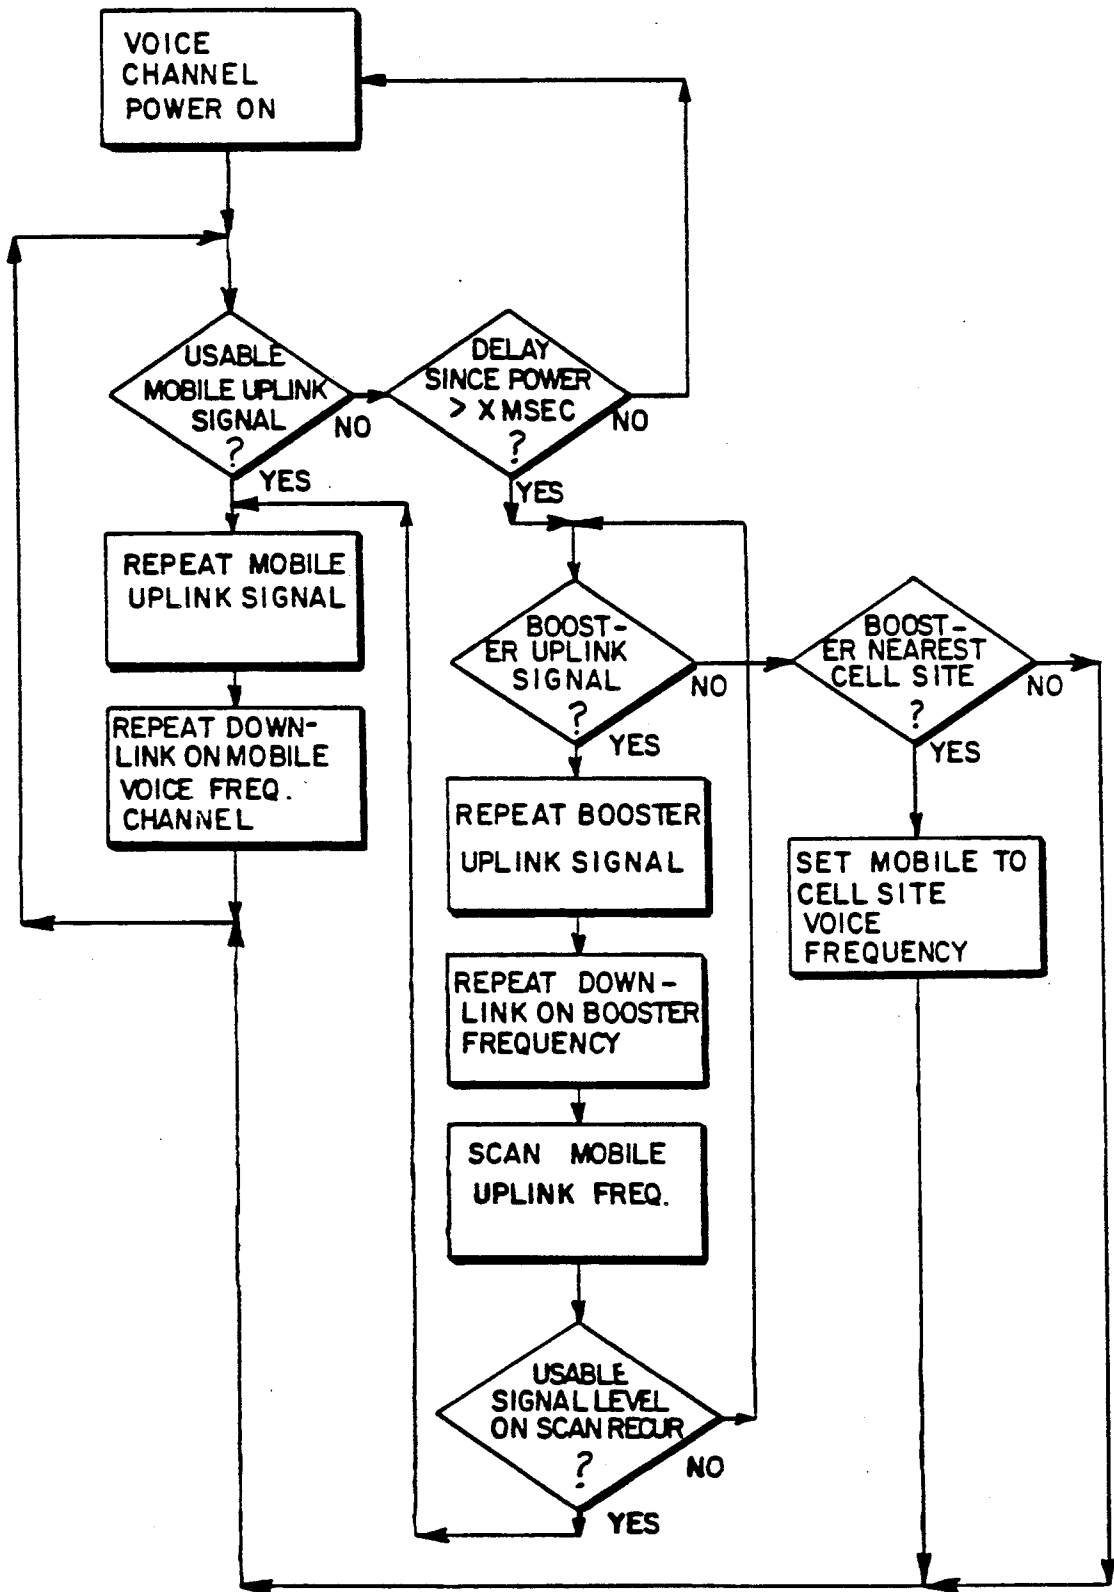 VOICE
CHANNEL
POWER ON
USABLE
MOBILE UPLINK
SIGNAL
?
NO
YES
DELAY
SINCE POWER
> X MSEC
?
NO
YES
REPEAT MOBILE
UPLINK SIGNAL
REPEAT DOWN-
LINK ON MOBILE
VOICE FREQ.
CHANNEL
BOOST-
ER UPLINK
SIGNAL
?
NO
YES
BOOST-
ER NEAREST
CELL SITE
?
NO
YES
REPEAT BOOSTER
UPLINK SIGNAL
SET MOBILE TO
CELL SITE
VOICE
FREQUENCY
REPEAT DOWN-
LINK ON BOOSTER
FREQUENCY
SCAN MOBILE
UPLINK FREQ.
USABLE
SIGNAL LEVEL
ON SCAN RECUR
?
NO
YES